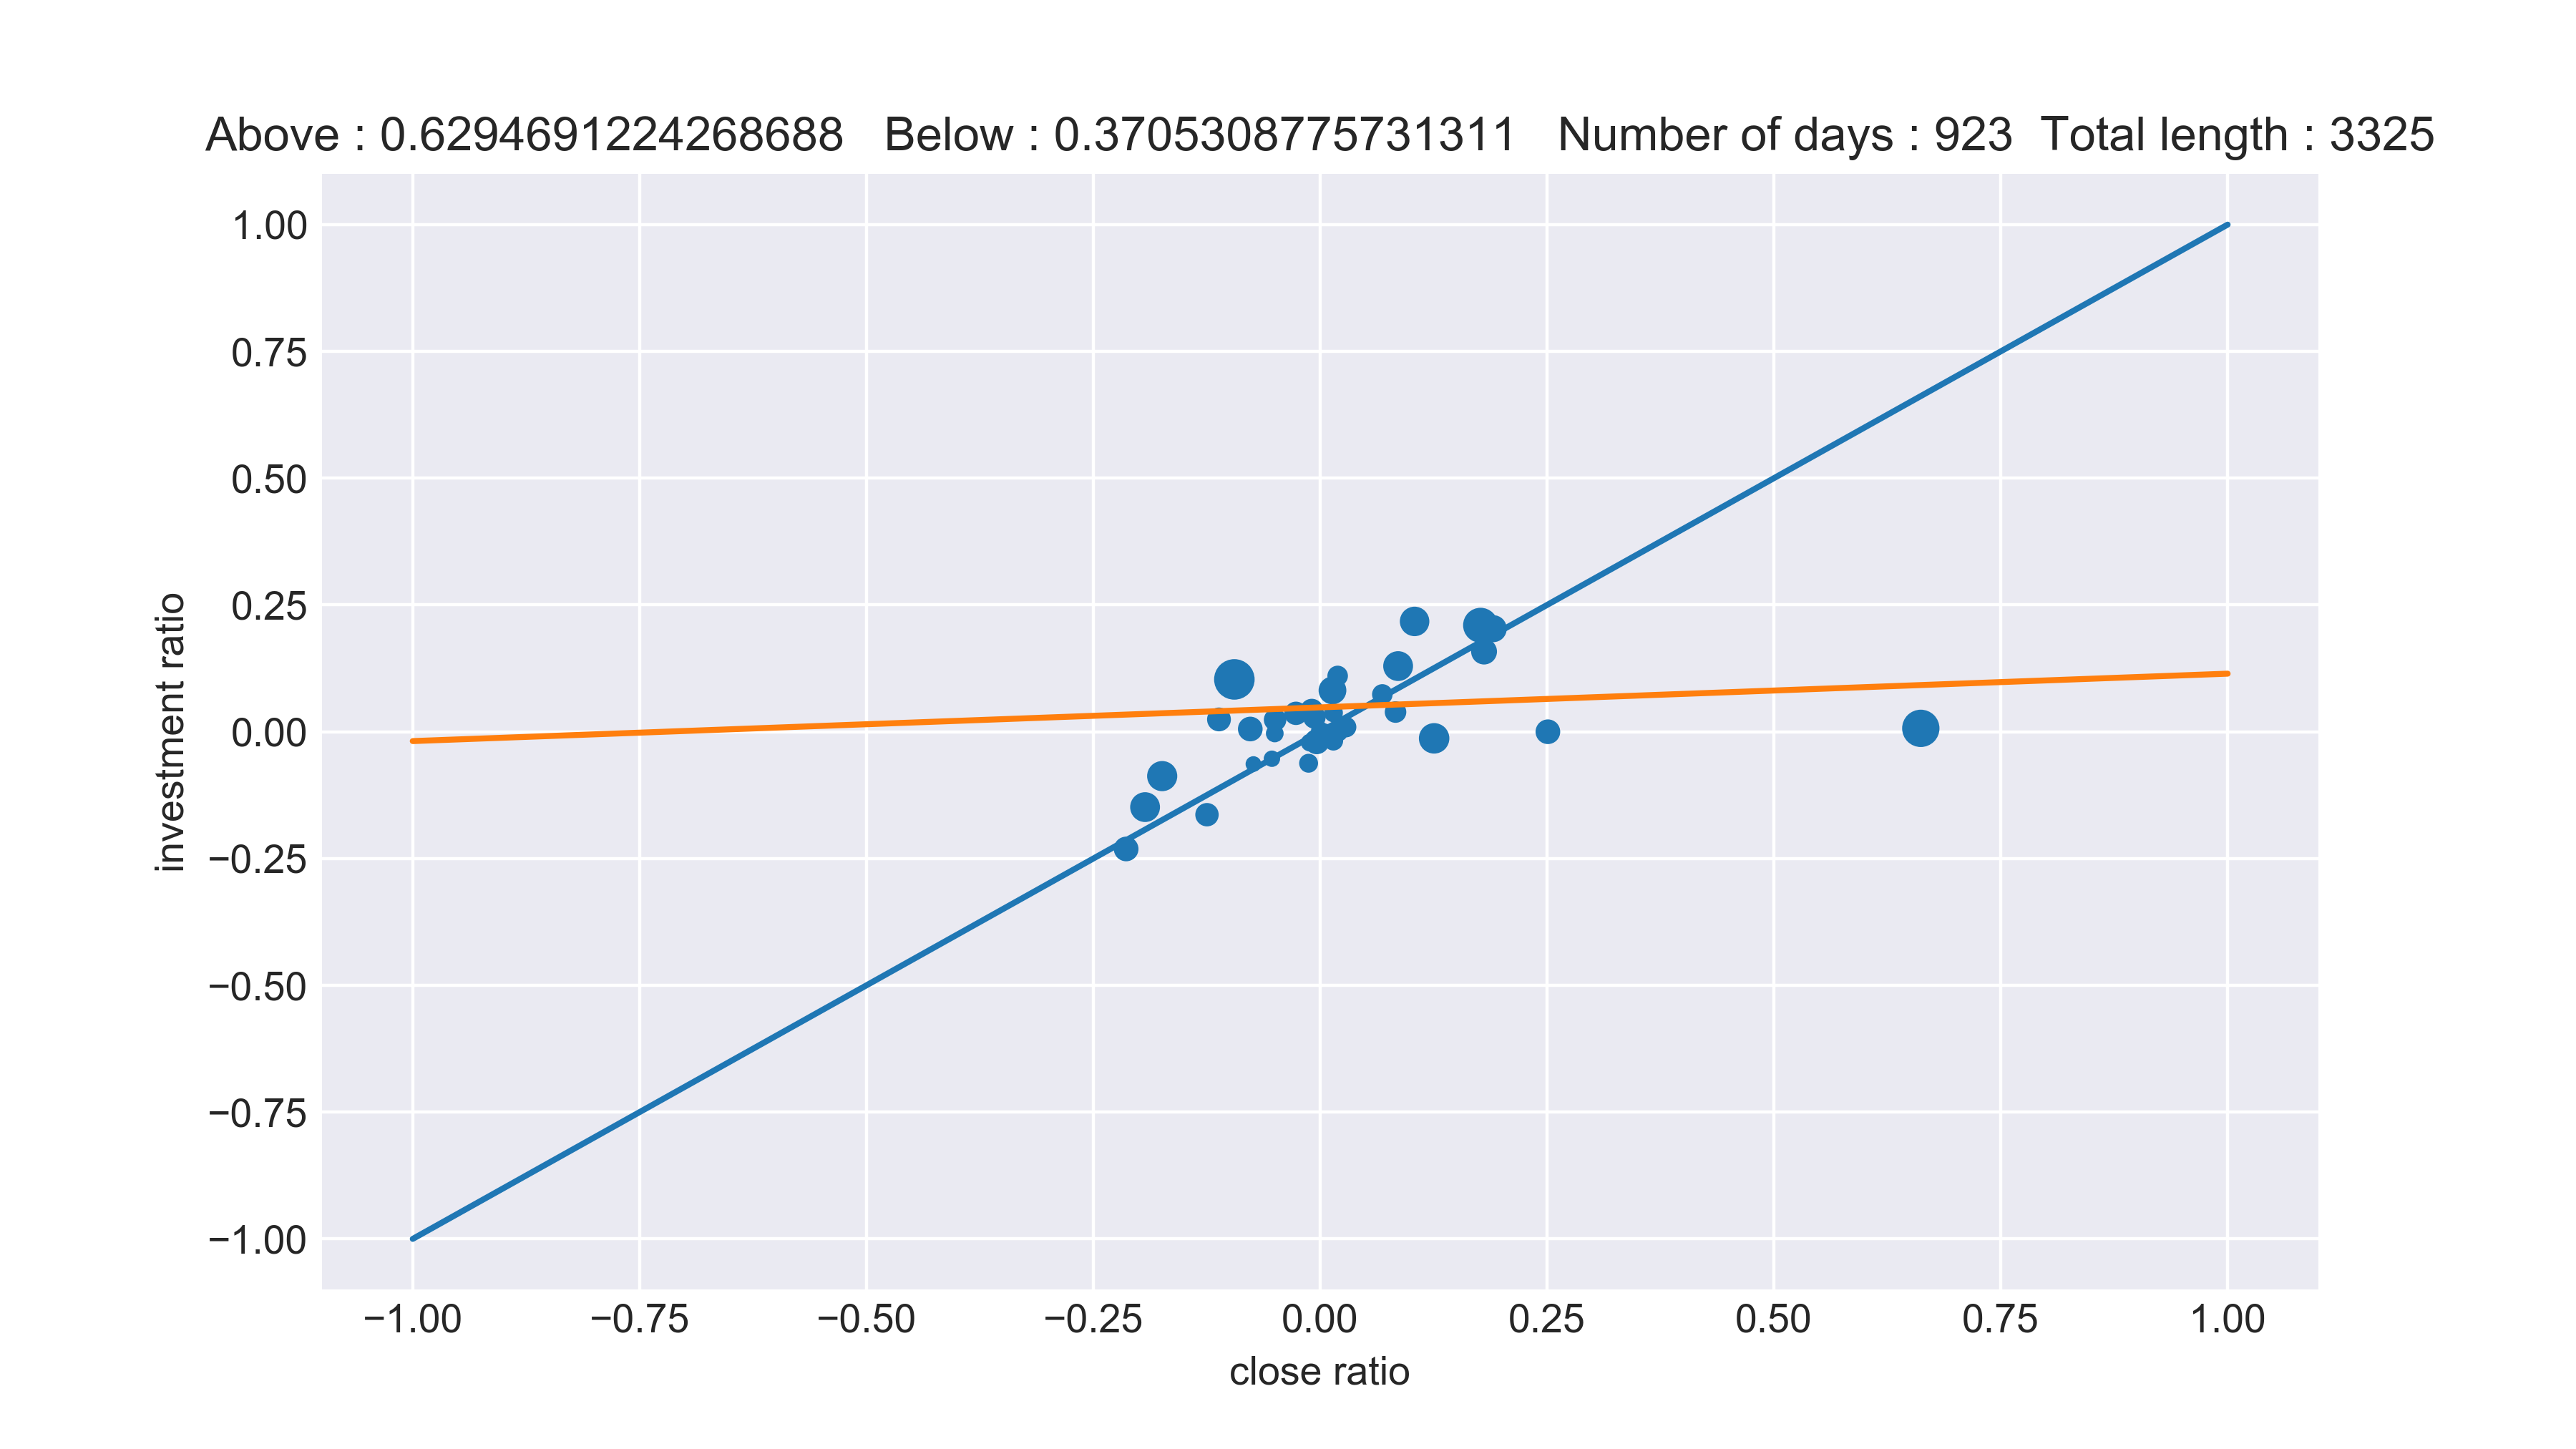 Above : 0.6294691224268688   Below : 0.3705308775731311   Number of days : 923  Total length : 3325
1.00
0.75
0.50
0.25
0.00
−0.25
−0.50
−0.75
−1.00
investment ratio
−1.00 −0.75 −0.50 −0.25 0.00 0.25 0.50 0.75 1.00
close ratio